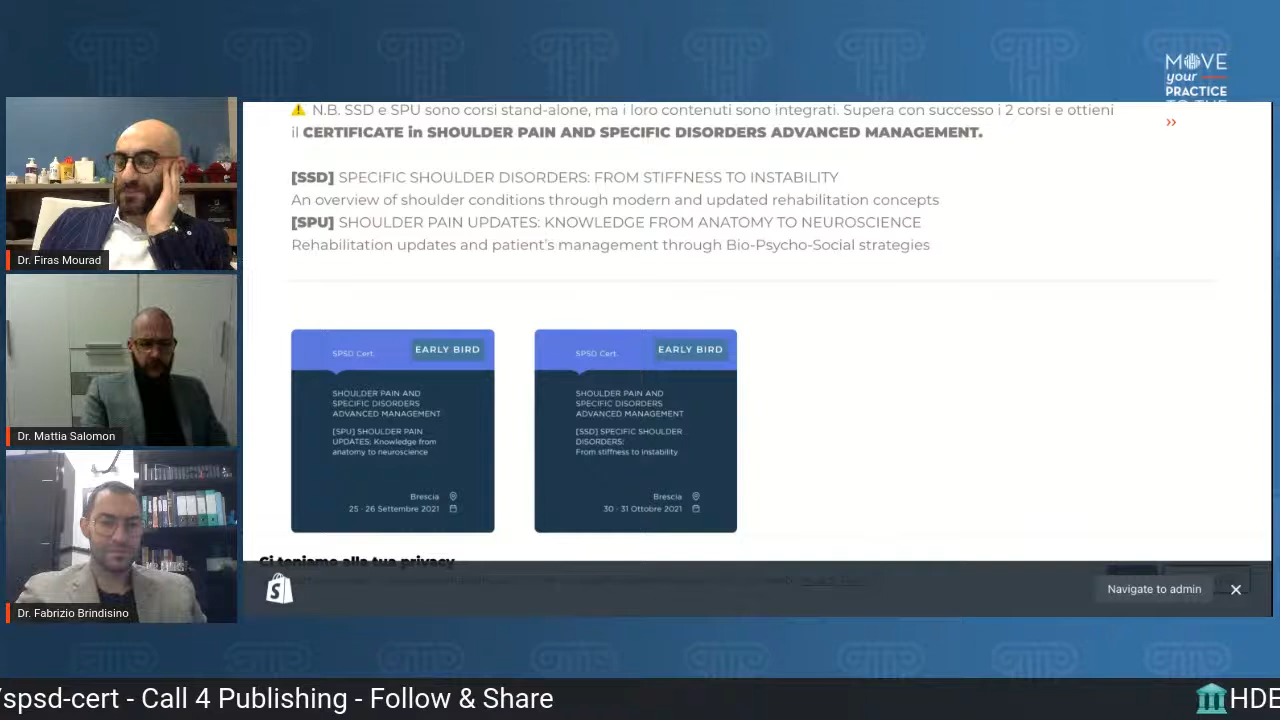 MOVE
your
PRACTICE
TO THE
N.B. SSD e SPU sono corsi stand-alone, ma i loro contenuti sono integrati. Supera con successo i 2 corsi e ottieni
il CERTIFICATE in SHOULDER PAIN AND SPECIFIC DISORDERS ADVANCED MANAGEMENT.
[SSD] SPECIFIC SHOULDER DISORDERS: FROM STIFFNESS TO INSTABILITY
An overview of shoulder conditions through modern and updated rehabilitation concepts
[SPU] SHOULDER PAIN UPDATES: KNOWLEDGE FROM ANATOMY TO NEUROSCIENCE
Rehabilitation updates and patient's management through Bio-Psycho-Social strategies
SPSD Cert.
EARLY BIRD
SHOULDER PAIN AND
SPECIFIC DISORDERS
ADVANCED MANAGEMENT
[SPU] SHOULDER PAIN
UPDATES: Knowledge from
anatomy to neuroscience
Brescia
25 - 26 Settembre 2021
SPSD Cert.
EARLY BIRD
SHOULDER PAIN AND
SPECIFIC DISORDERS
ADVANCED MANAGEMENT
[SSD] SPECIFIC SHOULDER
DISORDERS:
From stiffness to instability
Brescia
30 - 31 Ottobre 2021
Ci teniamo alla tua privacy
Navigate to admin
Dr. Firas Mourad
Dr. Mattia Salomon
Dr. Fabrizio Brindisino
/spsd-cert - Call 4 Publishing - Follow & Share
HDE